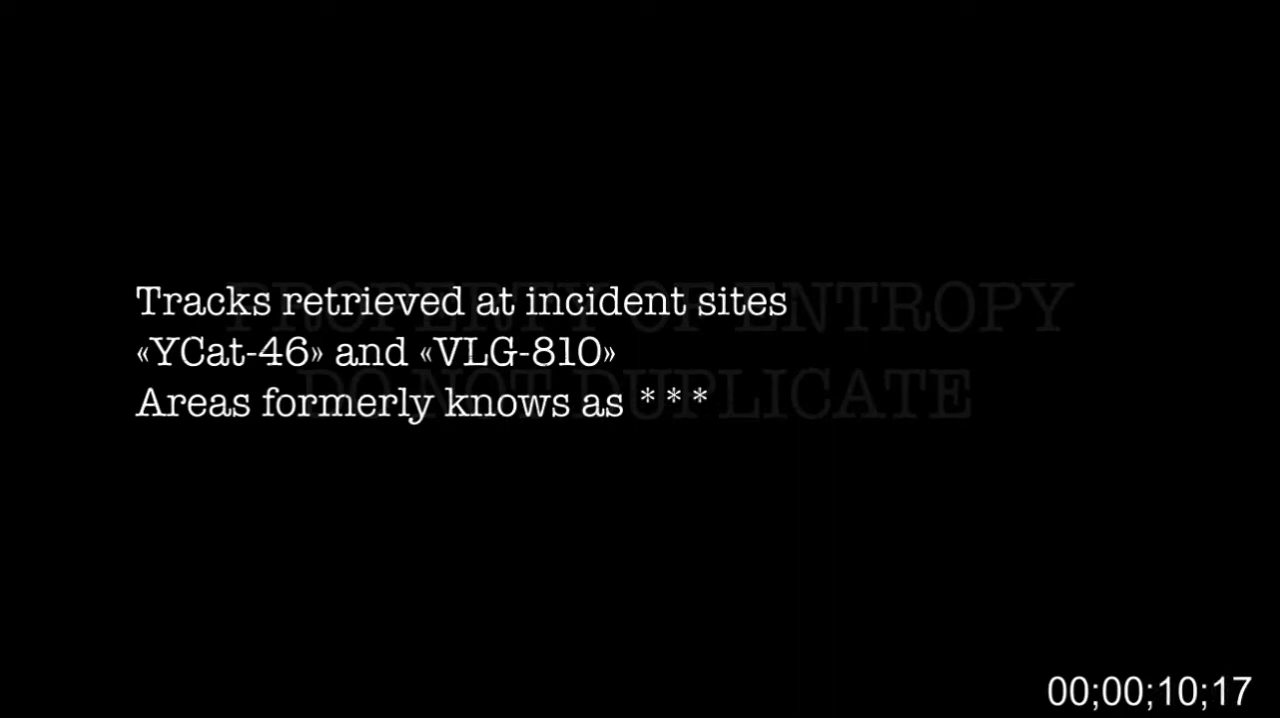 Tracks retrieved at incident sites
«YCat-46» and «VLG-810»
Areas formerly knows as ***
PROPERTY OF ENTROPY
DO NOT DUPLICATE
00;00;10;17